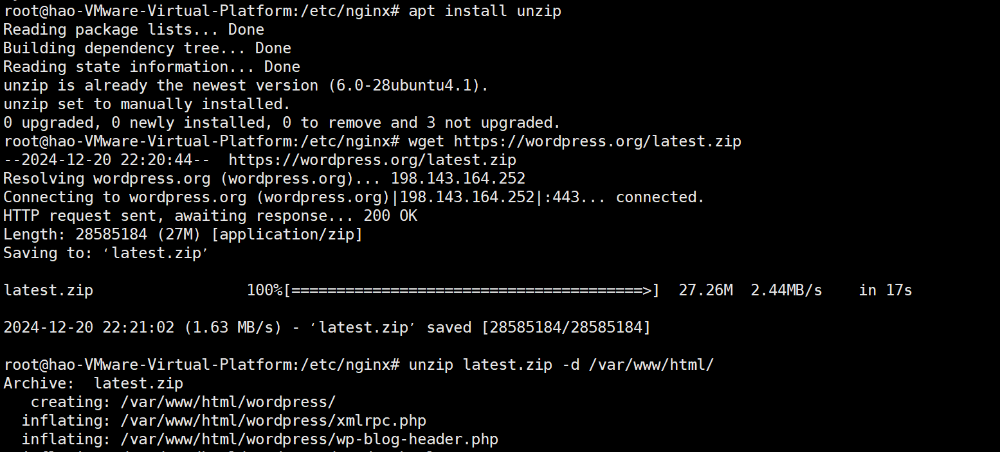 root@hao-VMware-Virtual-Platform:/etc/nginx# apt install unzip
Reading package lists... Done
Building dependency tree... Done
Reading state information... Done
unzip is already the newest version (6.0-28ubuntu4.1).
unzip set to manually installed.
0 upgraded, 0 newly installed, 0 to remove and 3 not upgraded.
root@hao-VMware-Virtual-Platform:/etc/nginx# wget https://wordpress.org/latest.zip
--2024-12-20 22:20:44--  https://wordpress.org/latest.zip
Resolving wordpress.org (wordpress.org)... 198.143.164.252
Connecting to wordpress.org (wordpress.org)|198.143.164.252|:443... connected.
HTTP request sent, awaiting response... 200 OK
Length: 28585184 (27M) [application/zip]
Saving to: ‘latest.zip’
latest.zip                 100%[=======================================>]  27.26M  2.44MB/s    in 17s
2024-12-20 22:21:02 (1.63 MB/s) - ‘latest.zip’ saved [28585184/28585184]
root@hao-VMware-Virtual-Platform:/etc/nginx# unzip latest.zip -d /var/www/html/
Archive:  latest.zip
   creating: /var/www/html/wordpress/
  inflating: /var/www/html/wordpress/xmlrpc.php
  inflating: /var/www/html/wordpress/wp-blog-header.php